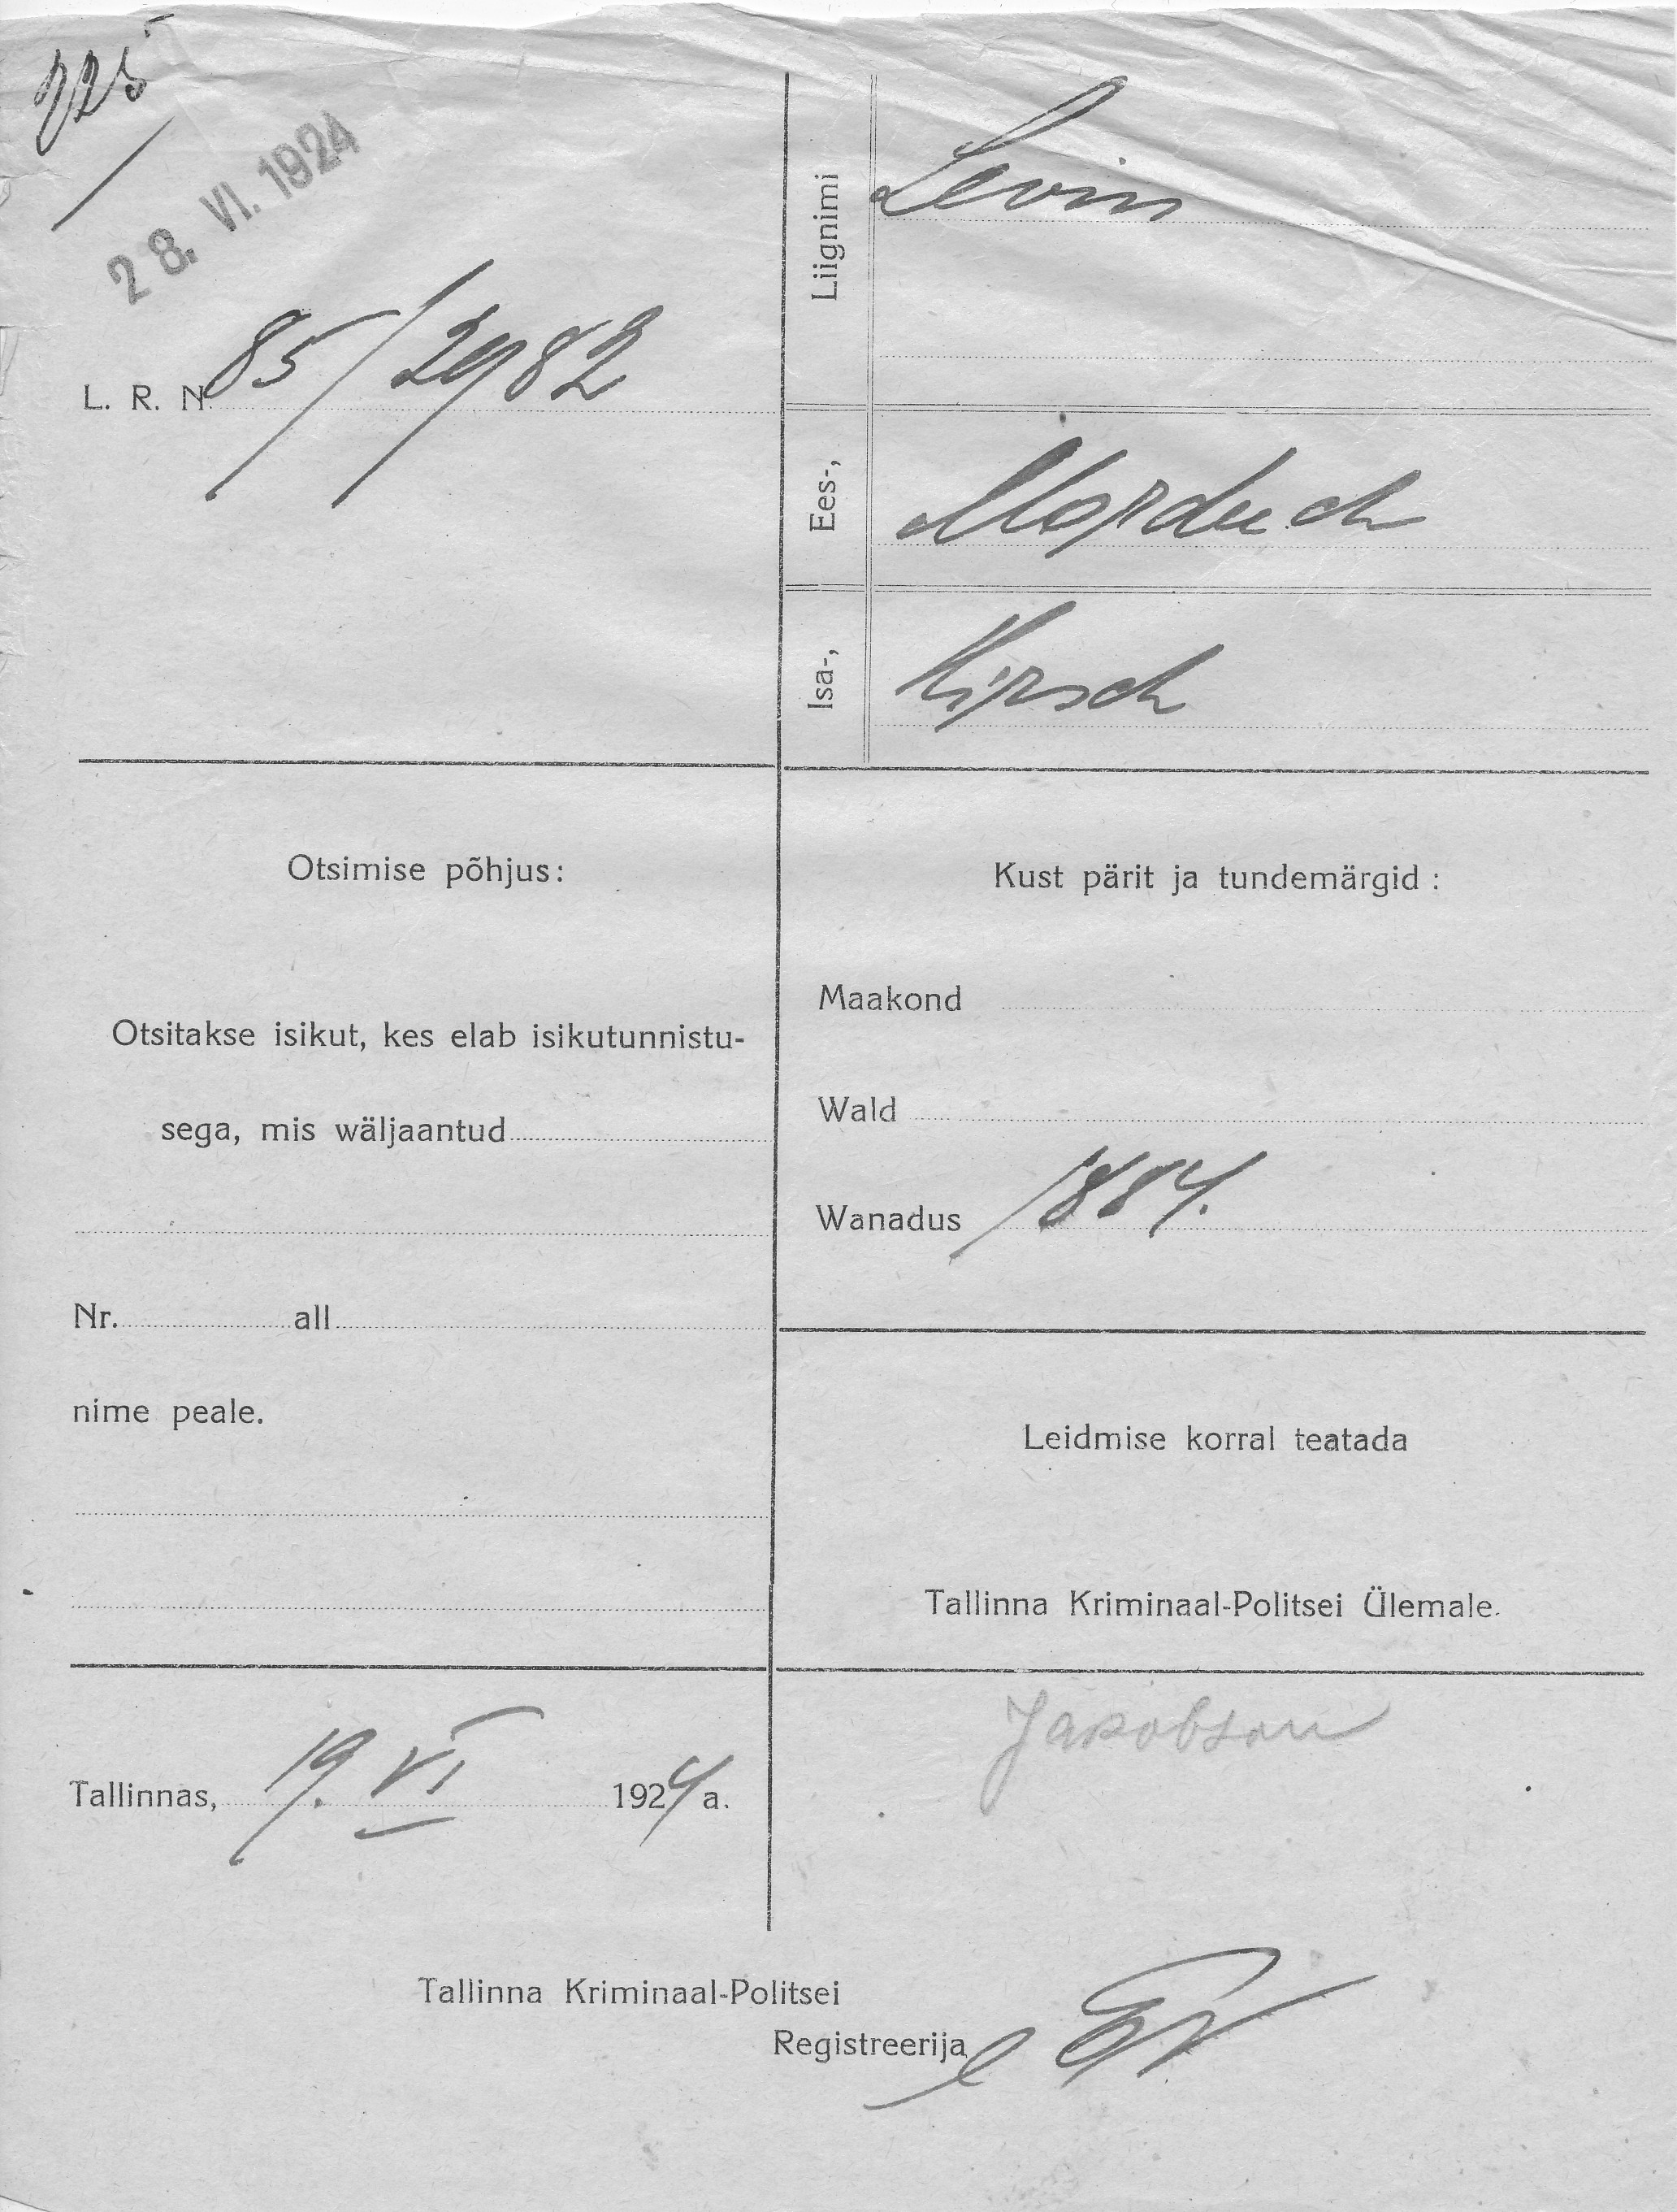 225
28. VI. 1924
L. R. N. 85/2982
Liignimi Levin
Ees-, Morduch
Isa-, Hirsch
Otsimise põhjus:
Otsitakse isikut, kes elab isikutunnistu-
sega, mis wäljaantud
Nr. all
nime peale.
Kust pärit ja tundemärgid:
Maakond
Wald
Wanadus 1884.
Leidmise korral teatada
Tallinna Kriminaal-Politsei Ülemale.
Jakobson
Tallinnas, 19. VI 1924 a.
Tallinna Kriminaal-Politsei
Registreerija